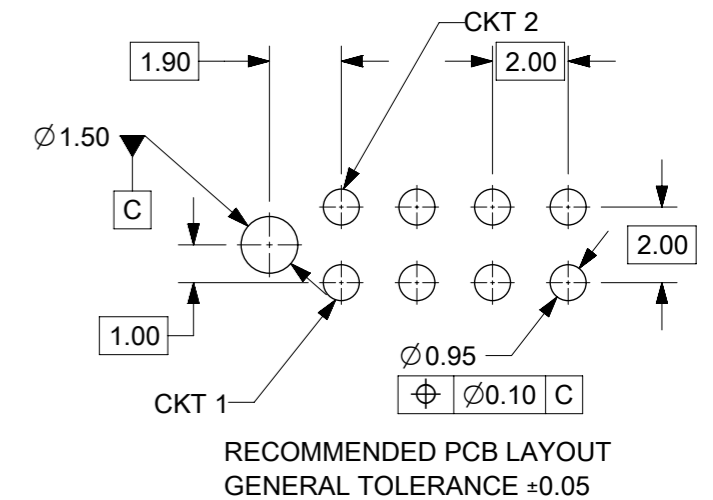 CKT 2
1.90
2.00
∅1.50
C
2.00
1.00
∅0.95
⌖ ∅0.10 C
CKT 1
RECOMMENDED PCB LAYOUT
GENERAL TOLERANCE ±0.05